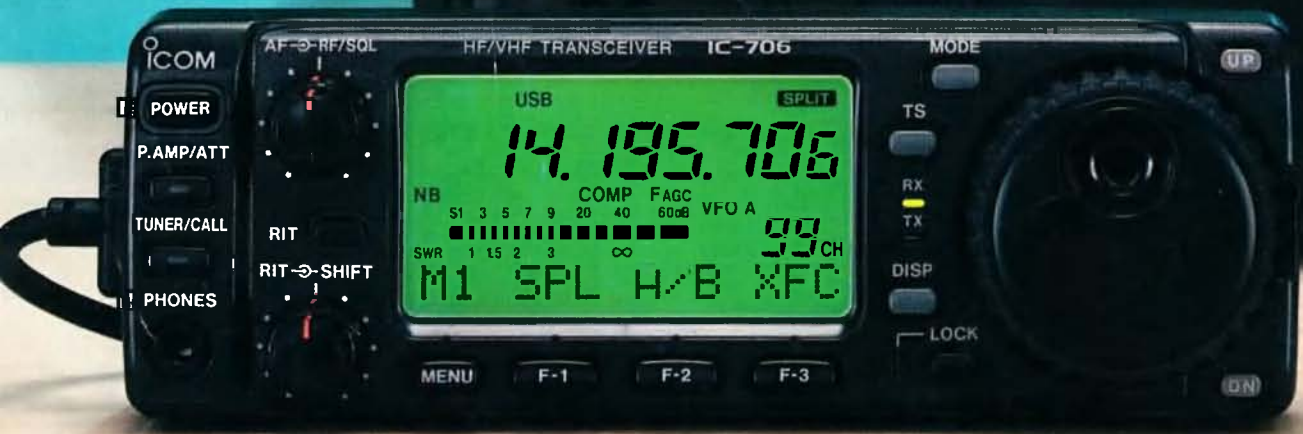 ICOM
POWER
P.AMP/ATT
TUNER/CALL
PHONES
AF RF/SQL
RIT
RIT SHIFT
HF/VHF TRANSCEIVER IC-706
USB SPLIT
14.195.706
NB COMP FAGC VFO A
S1 3 5 7 9 20 40 60dB
99 CH
SWR 1 1.5 2 3 ∞
M1 SPL A/B XFC
MENU F-1 F-2 F-3
MODE
TS
RX
TX
DISP
LOCK
UP
DN